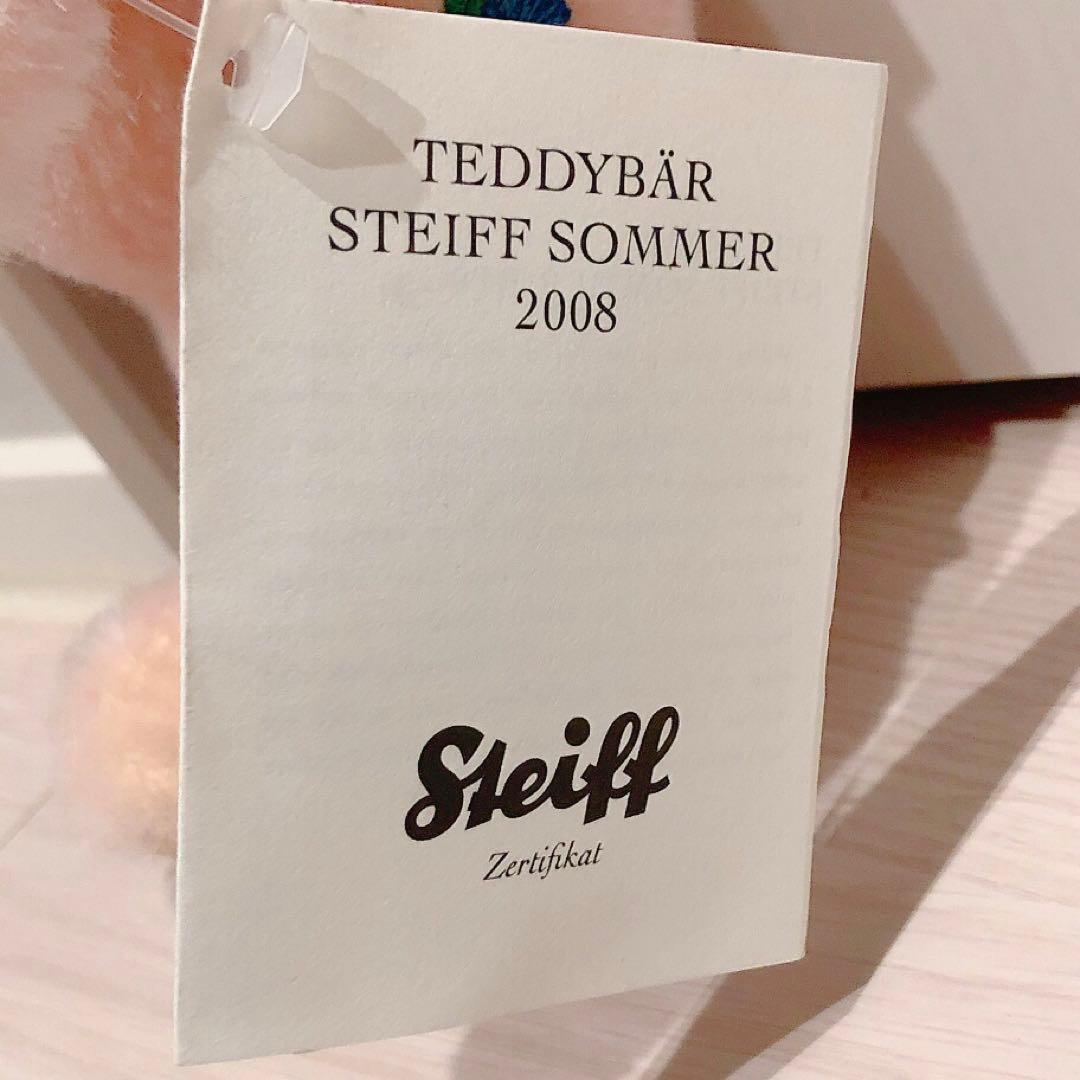 TEDDYBÄR
STEIFF SOMMER
2008
Steiff
Zertifikat